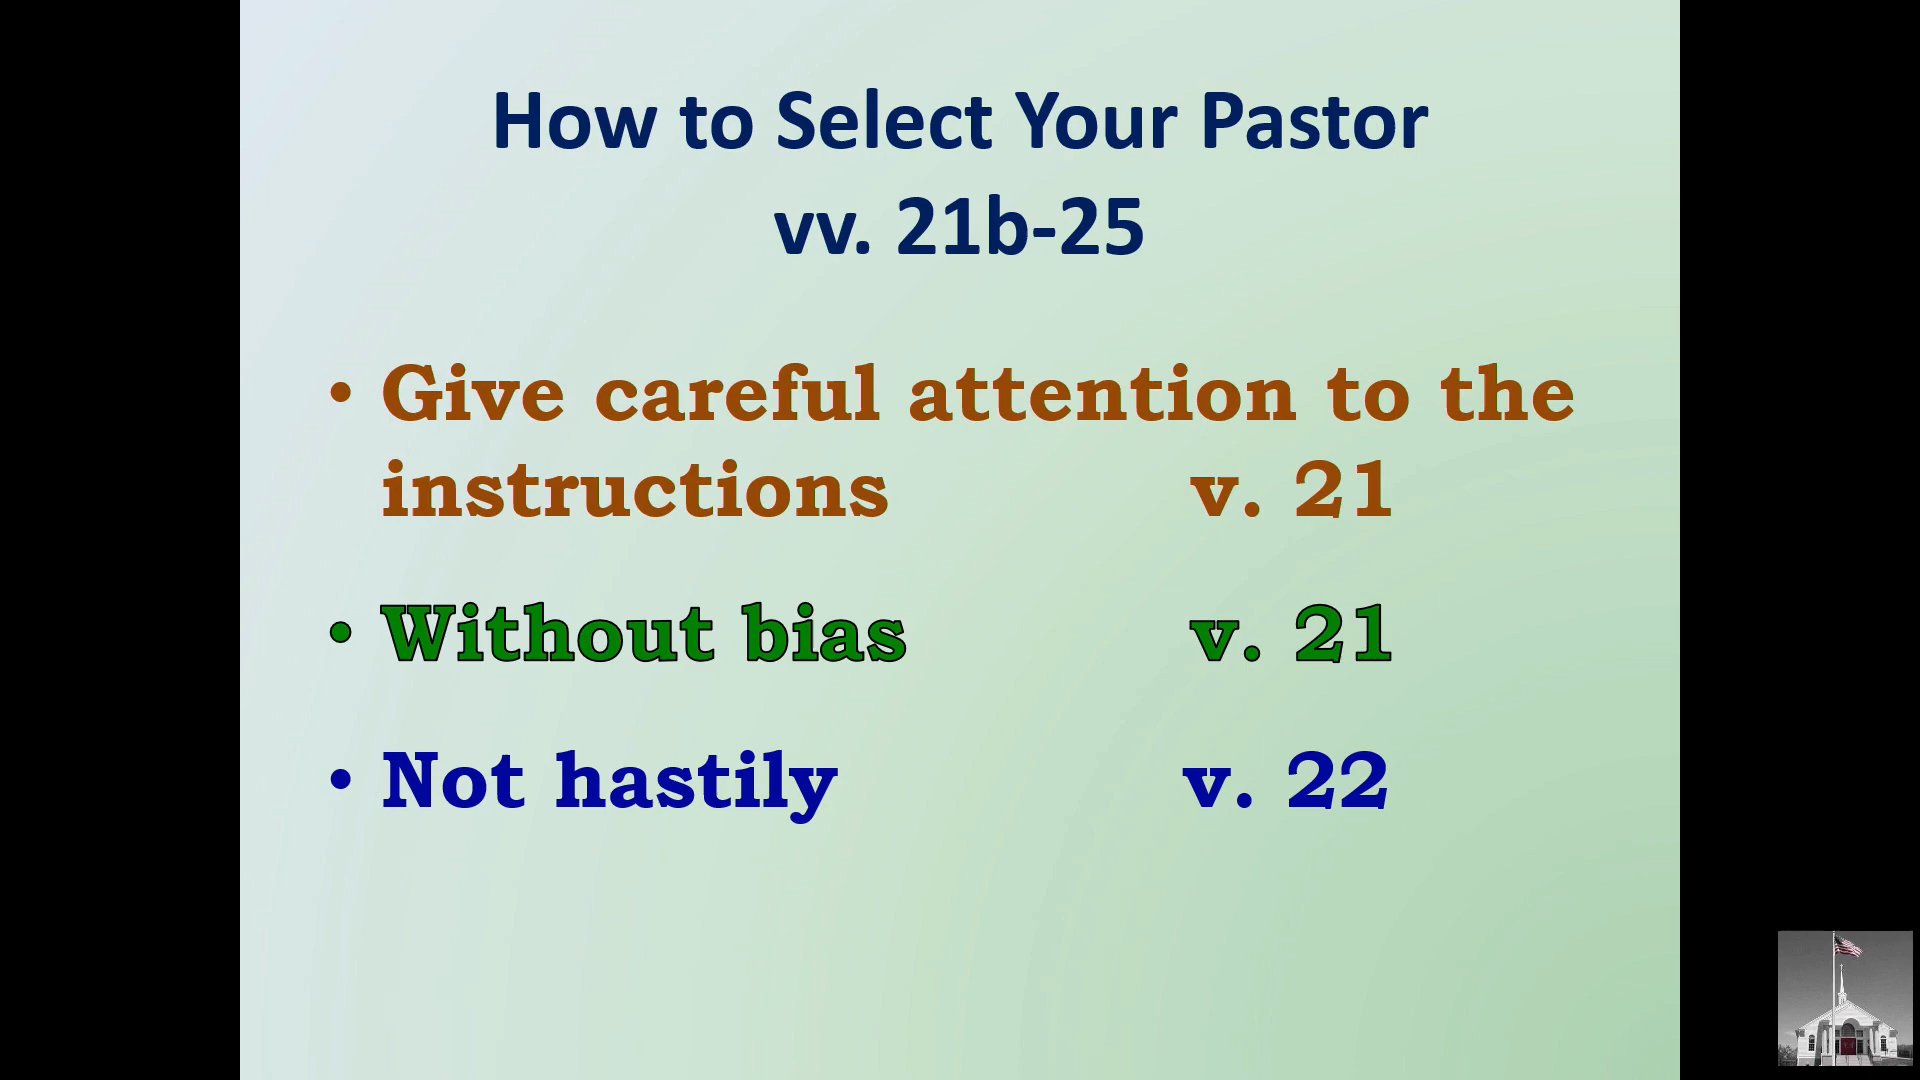 How to Select Your Pastor
vv. 21b-25
• Give careful attention to the
instructions v. 21
• Without bias v. 21
• Not hastily v. 22